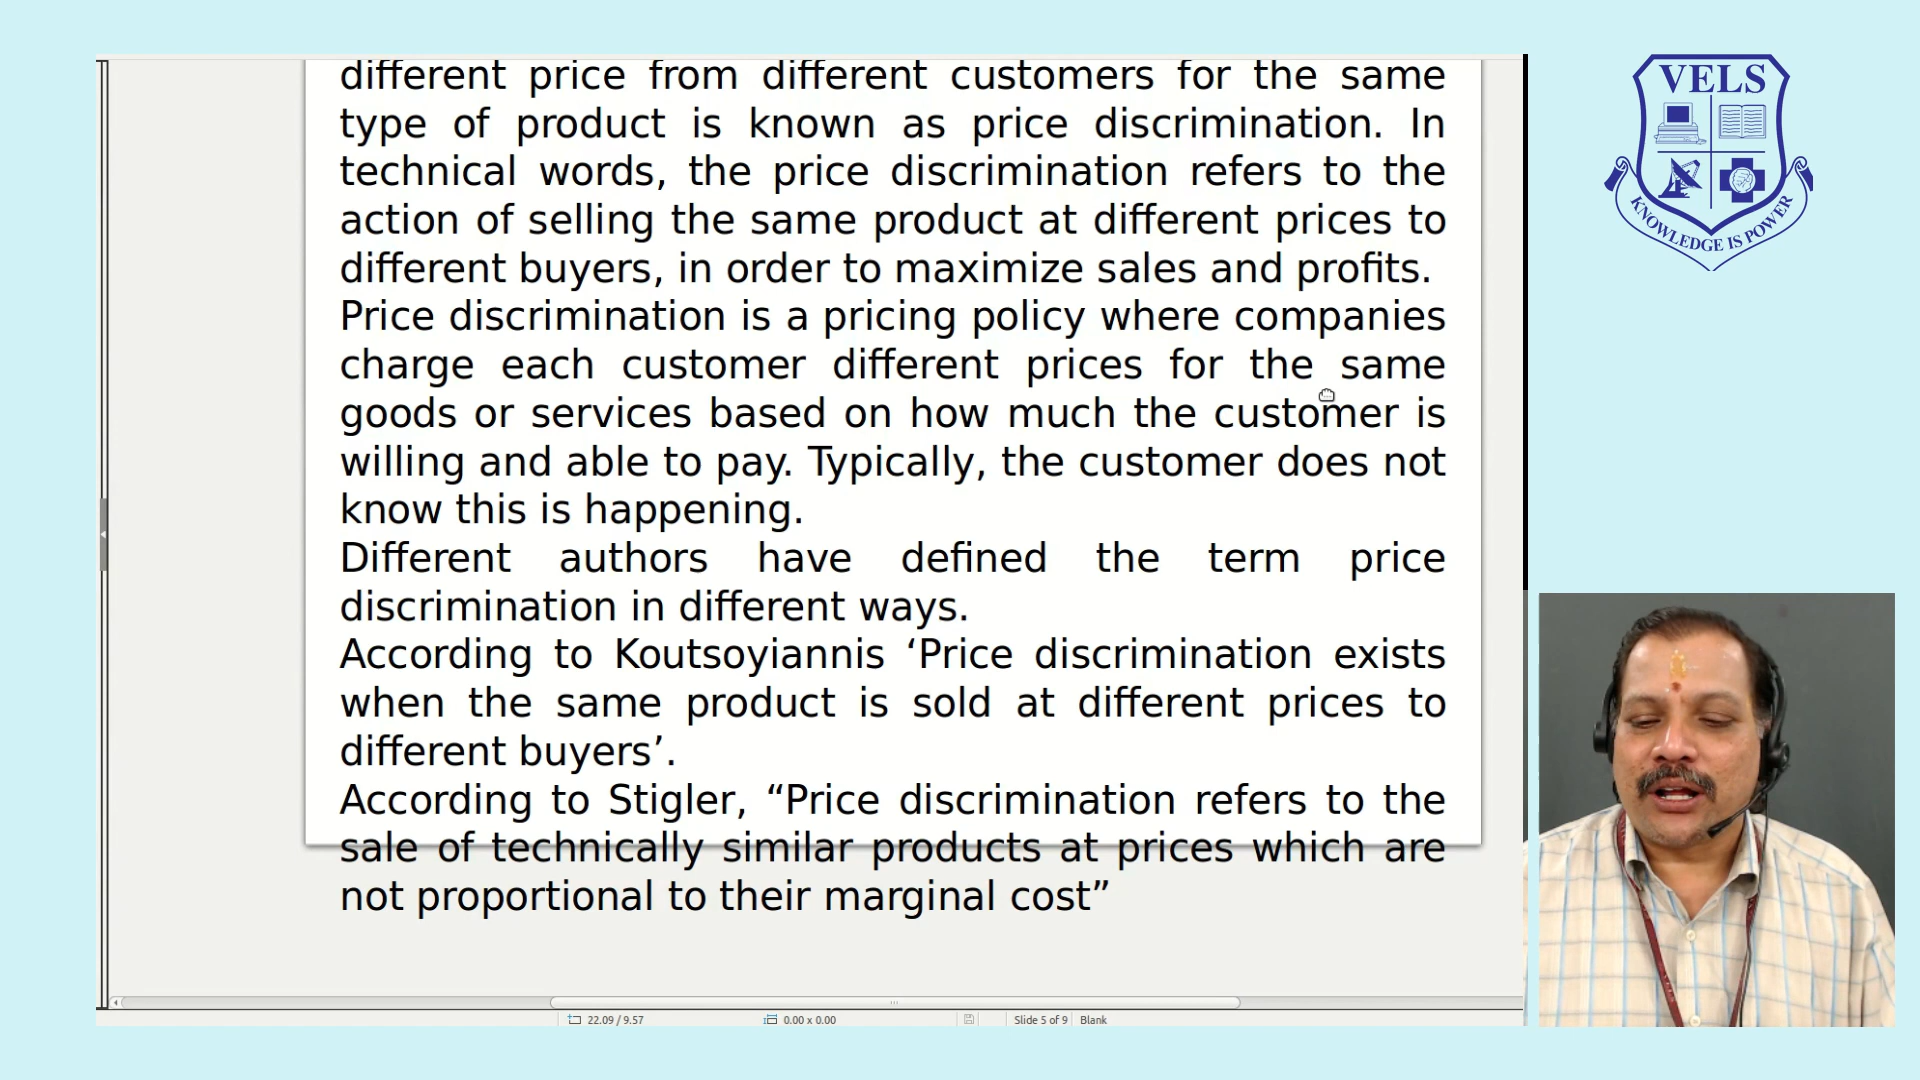 different price from different customers for the same
type of product is known as price discrimination. In
technical words, the price discrimination refers to the
action of selling the same product at different prices to
different buyers, in order to maximize sales and profits.
Price discrimination is a pricing policy where companies
charge each customer different prices for the same
goods or services based on how much the customer is
willing and able to pay. Typically, the customer does not
know this is happening.
Different authors have defined the term price
discrimination in different ways.
According to Koutsoyiannis ‘Price discrimination exists
when the same product is sold at different prices to
different buyers’.
According to Stigler, “Price discrimination refers to the
sale of technically similar products at prices which are
not proportional to their marginal cost”
22.09 / 9.57 0.00 x 0.00 Slide 5 of 9 Blank
VELS
KNOWLEDGE IS POWER